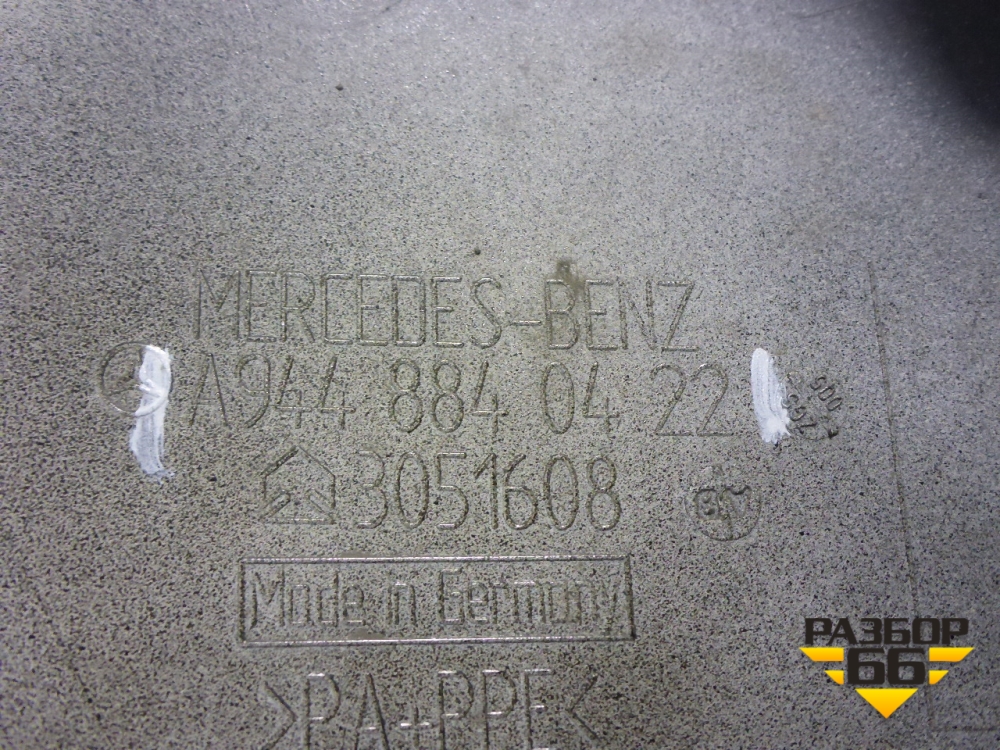 MERCEDES-BENZ
A944 884 04 22
3051608
Made in Germany
>PA+PPE<
РАЗБОР
66